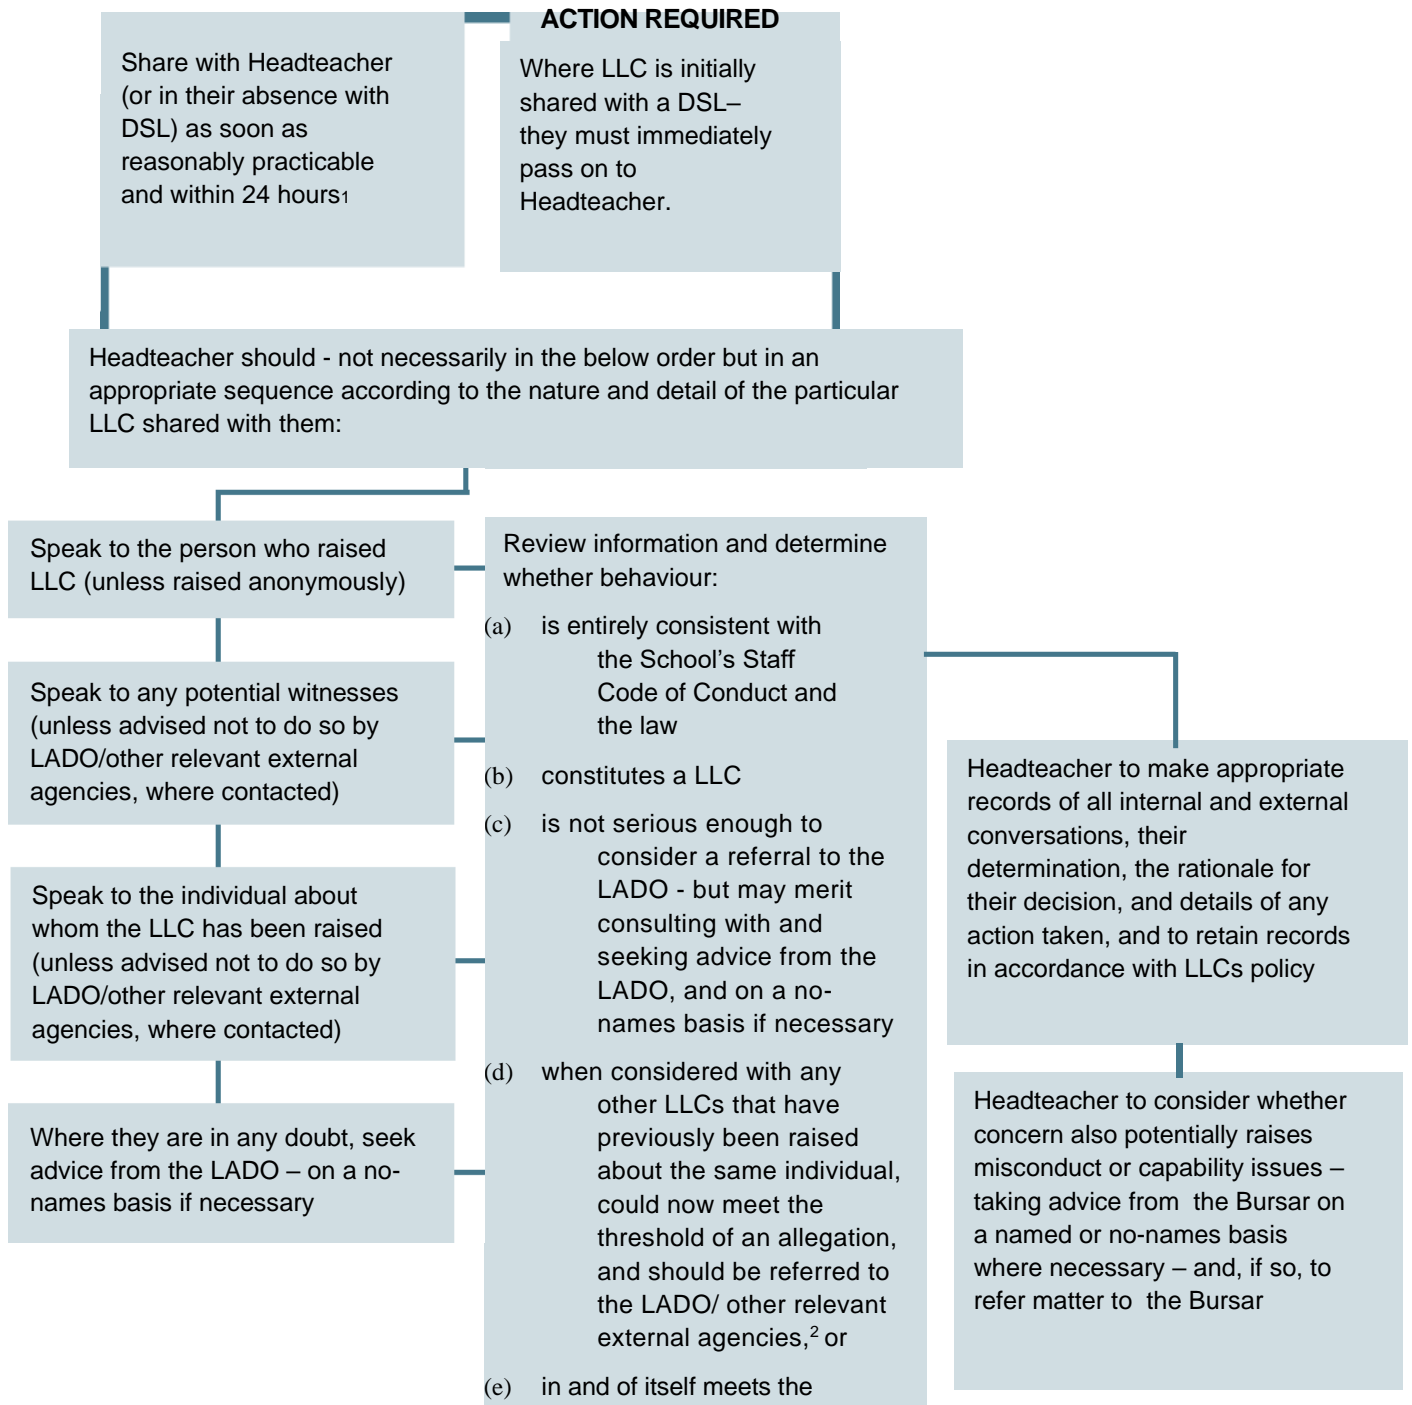 ACTION REQUIRED
Share with Headteacher
(or in their absence with
DSL) as soon as
reasonably practicable
and within 24 hours1
Where LLC is initially
shared with a DSL–
they must immediately
pass on to
Headteacher.
Headteacher should - not necessarily in the below order but in an
appropriate sequence according to the nature and detail of the particular
LLC shared with them:
Speak to the person who raised
LLC (unless raised anonymously)
Speak to any potential witnesses
(unless advised not to do so by
LADO/other relevant external
agencies, where contacted)
Speak to the individual about
whom the LLC has been raised
(unless advised not to do so by
LADO/other relevant external
agencies, where contacted)
Where they are in any doubt, seek
advice from the LADO – on a no-
names basis if necessary
Review information and determine
whether behaviour:
(a) is entirely consistent with
the School’s Staff
Code of Conduct and
the law
(b) constitutes a LLC
(c) is not serious enough to
consider a referral to the
LADO - but may merit
consulting with and
seeking advice from the
LADO, and on a no-
names basis if necessary
(d) when considered with any
other LLCs that have
previously been raised
about the same individual,
could now meet the
threshold of an allegation,
and should be referred to
the LADO/ other relevant
external agencies,2 or
(e) in and of itself meets the
Headteacher to make appropriate
records of all internal and external
conversations, their
determination, the rationale for
their decision, and details of any
action taken, and to retain records
in accordance with LLCs policy
Headteacher to consider whether
concern also potentially raises
misconduct or capability issues –
taking advice from the Bursar on
a named or no-names basis
where necessary – and, if so, to
refer matter to the Bursar